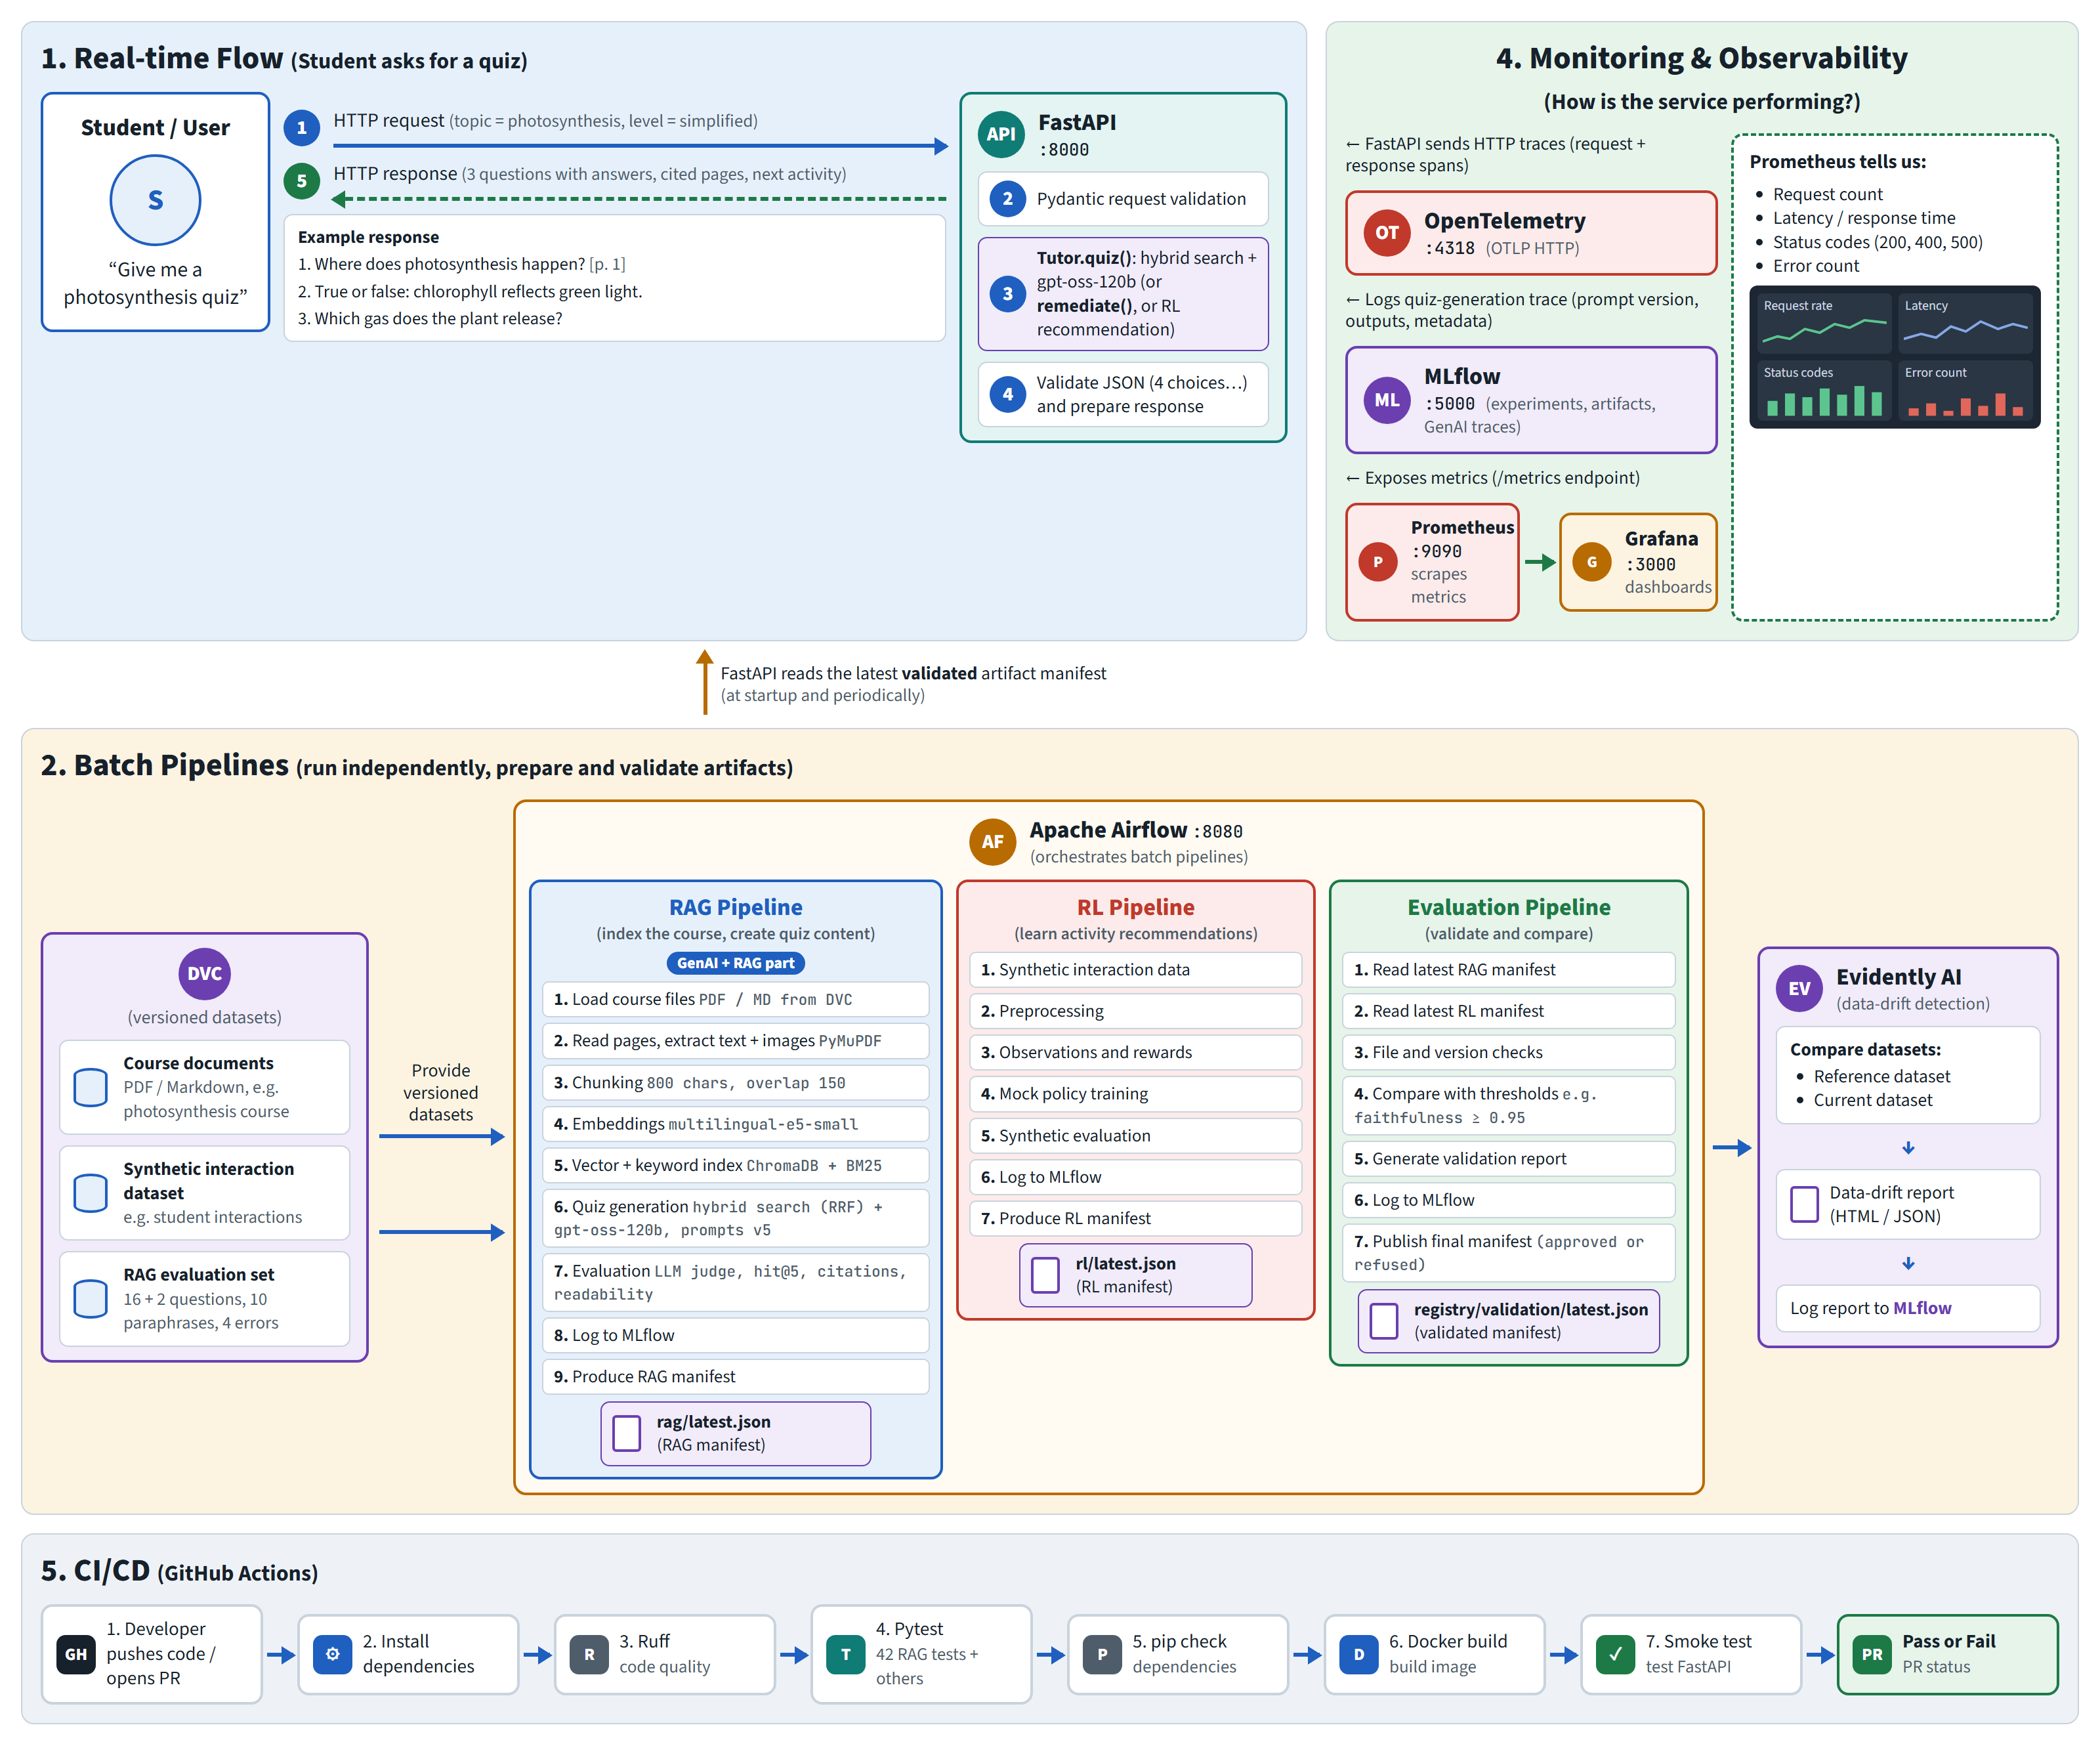 1. Real-time Flow (Student asks for a quiz)
Student / User
S
“Give me a
photosynthesis quiz”
1
HTTP request (topic = photosynthesis, level = simplified)
5
HTTP response (3 questions with answers, cited pages, next activity)
Example response
1. Where does photosynthesis happen? [p. 1]
2. True or false: chlorophyll reflects green light.
3. Which gas does the plant release?
API
FastAPI
:8000
2
Pydantic request validation
3
Tutor.quiz(): hybrid search +
gpt-oss-120b (or
remediate(), or RL
recommendation)
4
Validate JSON (4 choices...)
and prepare response
4. Monitoring & Observability
(How is the service performing?)
← FastAPI sends HTTP traces (request +
response spans)
OT
OpenTelemetry
:4318 (OTLP HTTP)
← Logs quiz-generation trace (prompt version,
outputs, metadata)
ML
MLflow
:5000 (experiments, artifacts,
GenAI traces)
← Exposes metrics (/metrics endpoint)
P
Prometheus
:9090
scrapes
metrics
G
Grafana
:3000
dashboards
Prometheus tells us:
• Request count
• Latency / response time
• Status codes (200, 400, 500)
• Error count
Request rate
Latency
Status codes
Error count
FastAPI reads the latest validated artifact manifest
(at startup and periodically)
2. Batch Pipelines (run independently, prepare and validate artifacts)
DVC
(versioned datasets)
Course documents
PDF / Markdown, e.g.
photosynthesis course
Synthetic interaction
dataset
e.g. student interactions
RAG evaluation set
16 + 2 questions, 10
paraphrases, 4 errors
Provide
versioned
datasets
AF
Apache Airflow :8080
(orchestrates batch pipelines)
RAG Pipeline
(index the course, create quiz content)
GenAI + RAG part
1. Load course files PDF / MD from DVC
2. Read pages, extract text + images PyMuPDF
3. Chunking 800 chars, overlap 150
4. Embeddings multilingual-e5-small
5. Vector + keyword index ChromaDB + BM25
6. Quiz generation hybrid search (RRF) +
gpt-oss-120b, prompts v5
7. Evaluation LLM judge, hit@5, citations,
readability
8. Log to MLflow
9. Produce RAG manifest
rag/latest.json
(RAG manifest)
RL Pipeline
(learn activity recommendations)
1. Synthetic interaction data
2. Preprocessing
3. Observations and rewards
4. Mock policy training
5. Synthetic evaluation
6. Log to MLflow
7. Produce RL manifest
rl/latest.json
(RL manifest)
Evaluation Pipeline
(validate and compare)
1. Read latest RAG manifest
2. Read latest RL manifest
3. File and version checks
4. Compare with thresholds e.g.
faithfulness ≥ 0.95
5. Generate validation report
6. Log to MLflow
7. Publish final manifest (approved or
refused)
registry/validation/latest.json
(validated manifest)
EV
Evidently AI
(data-drift detection)
Compare datasets:
• Reference dataset
• Current dataset
Data-drift report
(HTML / JSON)
Log report to MLflow
5. CI/CD (GitHub Actions)
GH
1. Developer
pushes code /
opens PR
2. Install
dependencies
R
3. Ruff
code quality
T
4. Pytest
42 RAG tests +
others
P
5. pip check
dependencies
D
6. Docker build
build image
✓
7. Smoke test
test FastAPI
PR
Pass or Fail
PR status